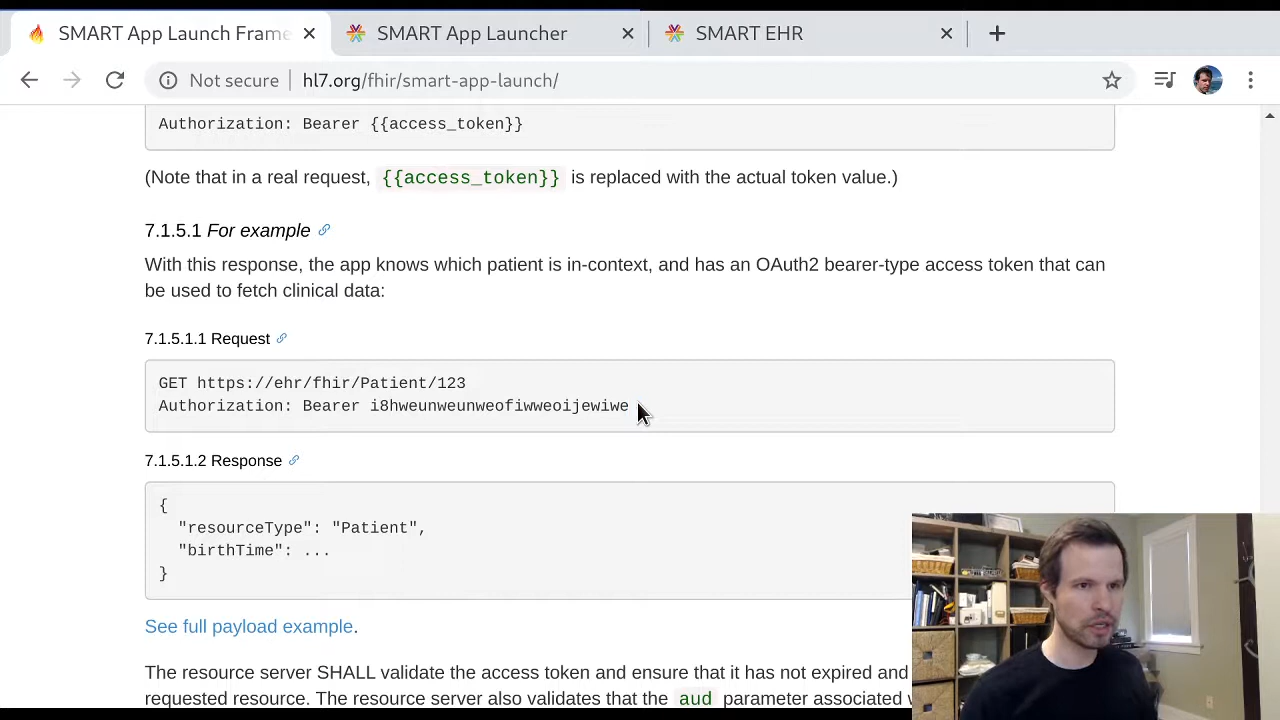 SMART App Launch Frame
SMART App Launcher
SMART EHR
Not secure
hl7.org/fhir/smart-app-launch/
Authorization: Bearer {{access_token}}
(Note that in a real request, {{access_token}} is replaced with the actual token value.)
7.1.5.1 For example
With this response, the app knows which patient is in-context, and has an OAuth2 bearer-type access token that can
be used to fetch clinical data:
7.1.5.1.1 Request
GET https://ehr/fhir/Patient/123
Authorization: Bearer i8hweunweunweofiwweoijewiwe
7.1.5.1.2 Response
{
"resourceType": "Patient",
"birthTime": ...
}
See full payload example.
The resource server SHALL validate the access token and ensure that it has not expired and
requested resource. The resource server also validates that the aud parameter associated